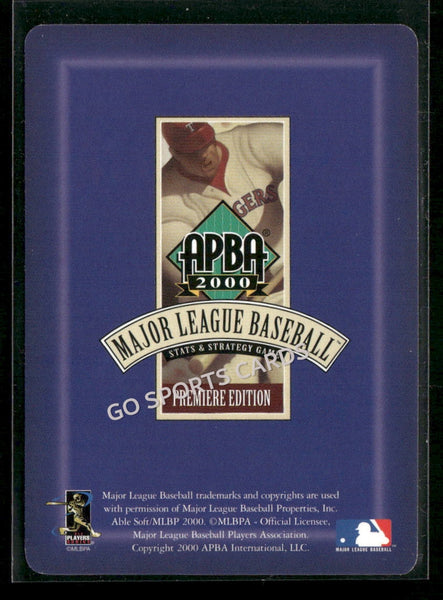 T
GERS
APBA®
2000
MAJOR LEAGUE BASEBALL™
STATS & STRATEGY GAME
GO SPORTS CARDS
PREMIERE EDITION
Major League Baseball trademarks and copyrights are used
with permission of Major League Baseball Properties, Inc.
Able Soft/MLBP 2000. ©MLBPA - Official Licensee,
Major League Baseball Players Association.
Copyright 2000 APBA International, LLC.
PLAYERS
CHOICE
©MLBPA
MAJOR LEAGUE BASEBALL